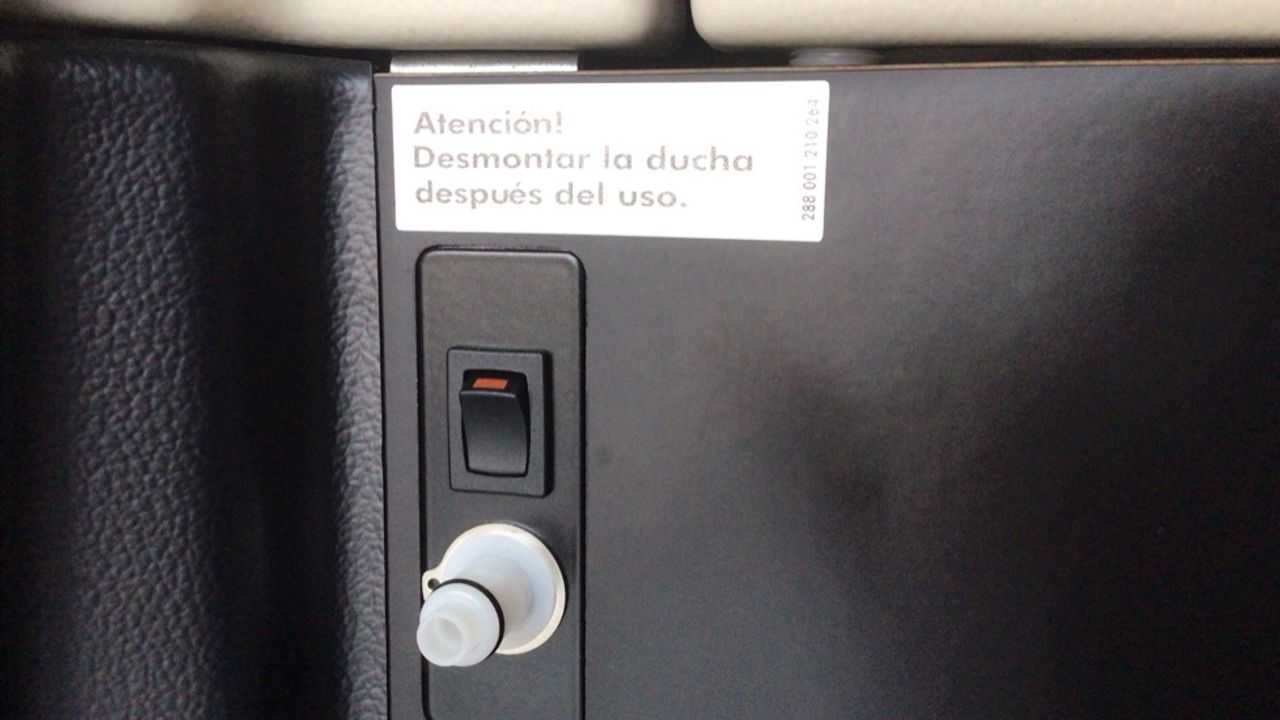 Atención!
Desmontar la ducha
después del uso.
288 001 210 264